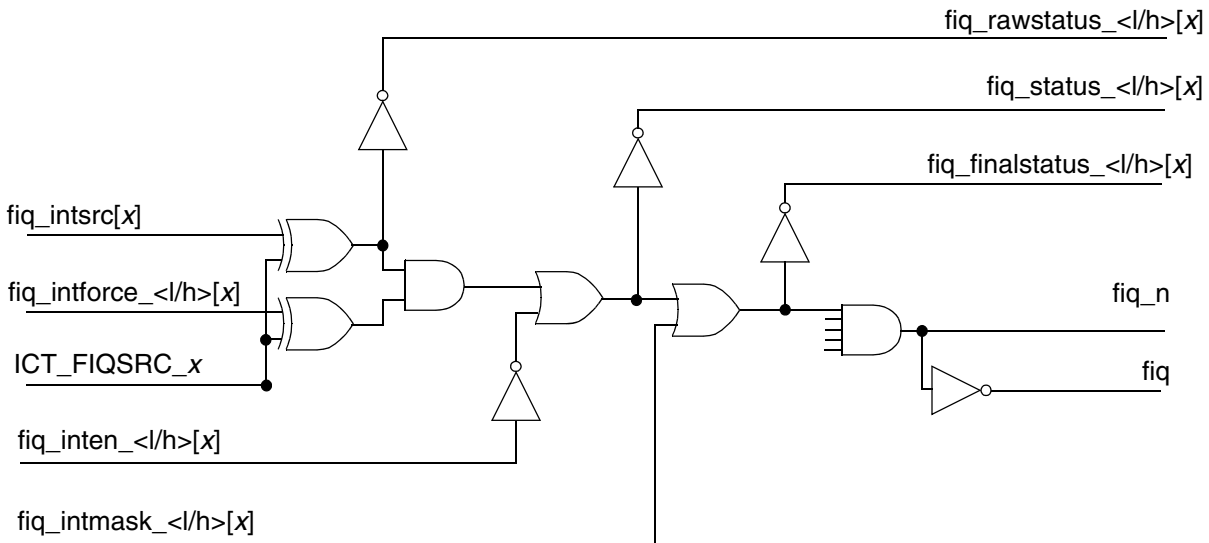 fiq_rawstatus_<l/h>[x]
fiq_status_<l/h>[x]
fiq_finalstatus_<l/h>[x]
fiq_intsrc[x]
fiq_intforce_<l/h>[x]
fiq_n
ICT_FIQSRC_x
fiq
fiq_inten_<l/h>[x]
fiq_intmask_<l/h>[x]